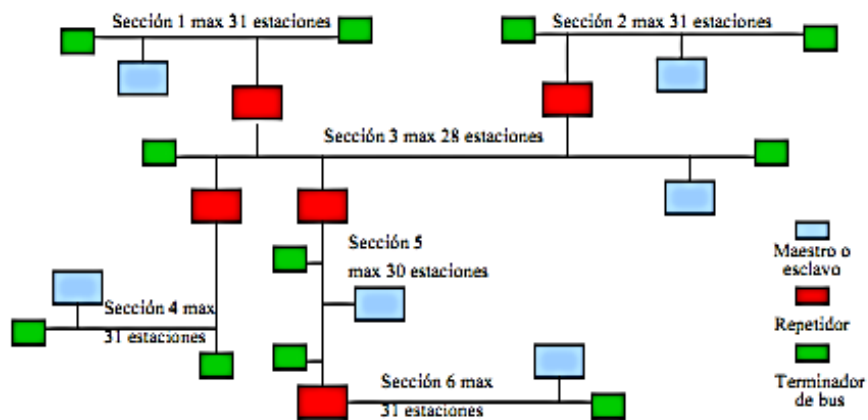 Sección 1 max 31 estaciones
Sección 2 max 31 estaciones
Sección 3 max 28 estaciones
Sección 5
max 30 estaciones
Sección 4 max
31 estaciones
Sección 6 max
31 estaciones
Maestro o
esclavo
Repetidor
Terminador
de bus